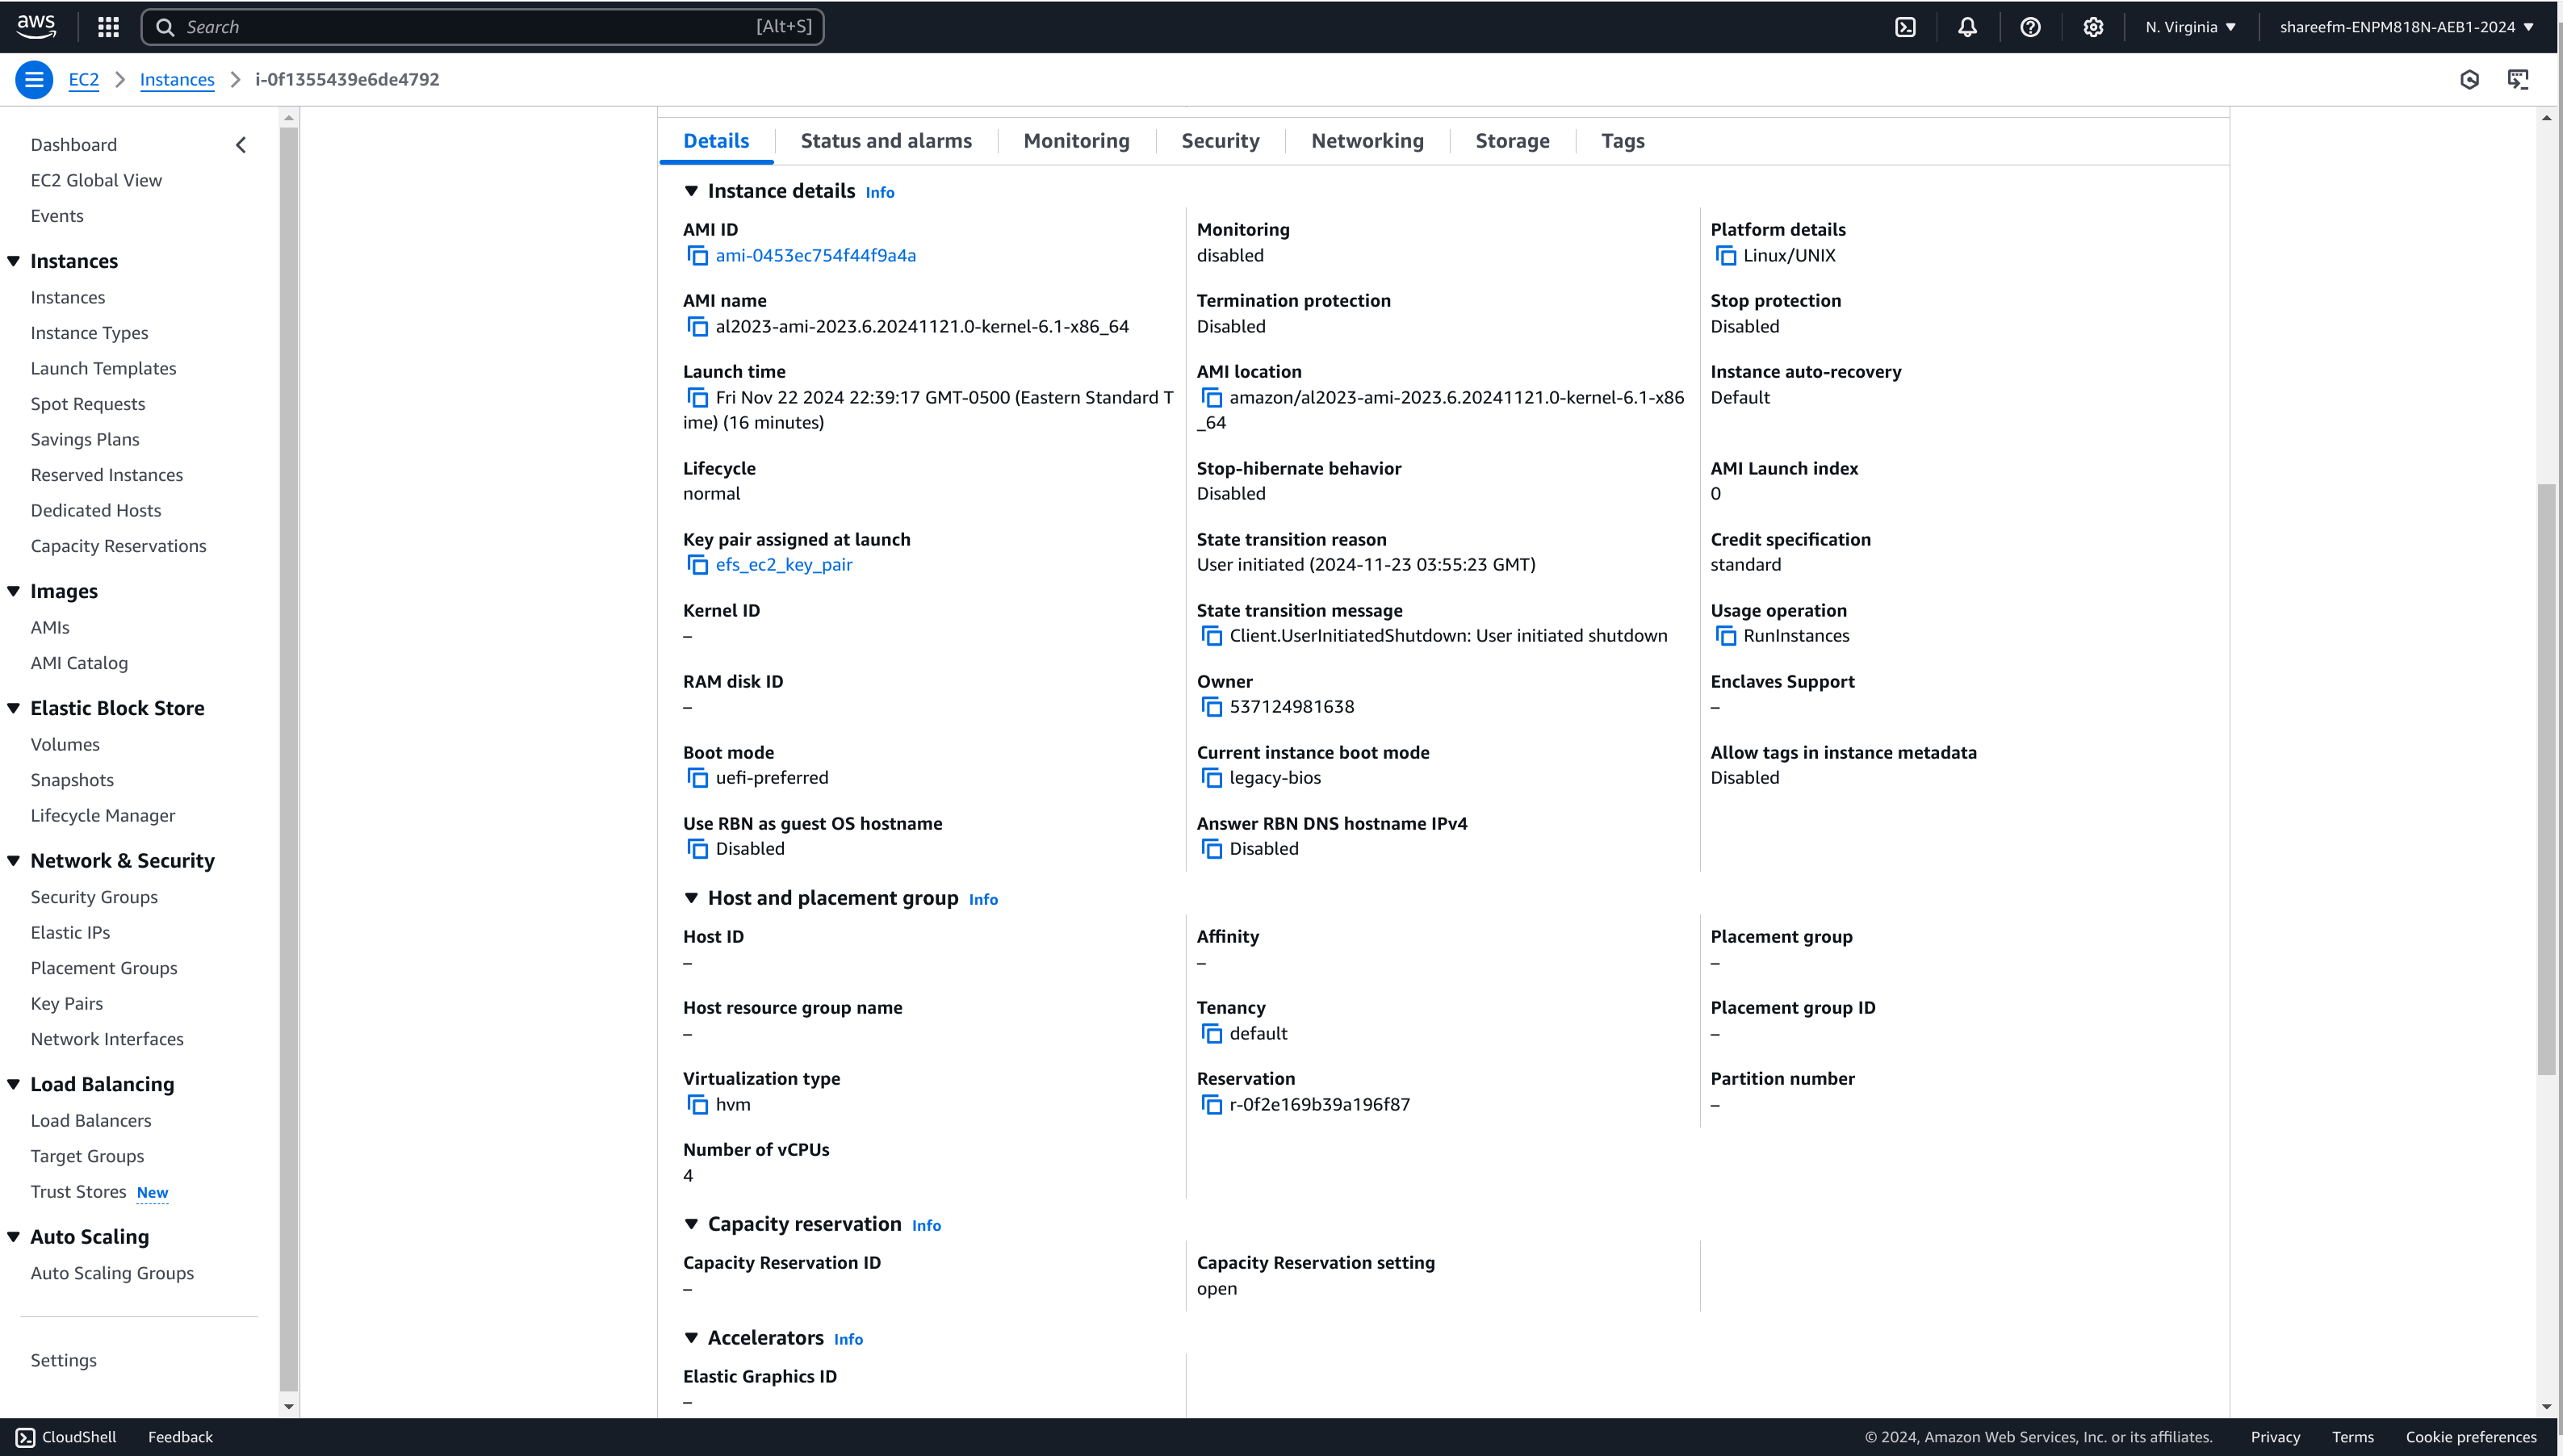 aws
Search
[Alt+S]
N. Virginia
shareefm-ENPM818N-AEB1-2024
EC2
Instances
i-0f1355439e6de4792
Dashboard
EC2 Global View
Events
Instances
Instances
Instance Types
Launch Templates
Spot Requests
Savings Plans
Reserved Instances
Dedicated Hosts
Capacity Reservations
Images
AMIs
AMI Catalog
Elastic Block Store
Volumes
Snapshots
Lifecycle Manager
Network & Security
Security Groups
Elastic IPs
Placement Groups
Key Pairs
Network Interfaces
Load Balancing
Load Balancers
Target Groups
Trust Stores New
Auto Scaling
Auto Scaling Groups
Settings
Details
Status and alarms
Monitoring
Security
Networking
Storage
Tags
Instance details Info
AMI ID
ami-0453ec754f44f9a4a
Monitoring
disabled
Platform details
Linux/UNIX
AMI name
al2023-ami-2023.6.20241121.0-kernel-6.1-x86_64
Termination protection
Disabled
Stop protection
Disabled
Launch time
Fri Nov 22 2024 22:39:17 GMT-0500 (Eastern Standard T
ime) (16 minutes)
AMI location
amazon/al2023-ami-2023.6.20241121.0-kernel-6.1-x86
_64
Instance auto-recovery
Default
Lifecycle
normal
Stop-hibernate behavior
Disabled
AMI Launch index
0
Key pair assigned at launch
efs_ec2_key_pair
State transition reason
User initiated (2024-11-23 03:55:23 GMT)
Credit specification
standard
Kernel ID
–
State transition message
Client.UserInitiatedShutdown: User initiated shutdown
Usage operation
RunInstances
RAM disk ID
–
Owner
537124981638
Enclaves Support
–
Boot mode
uefi-preferred
Current instance boot mode
legacy-bios
Allow tags in instance metadata
Disabled
Use RBN as guest OS hostname
Disabled
Answer RBN DNS hostname IPv4
Disabled
Host and placement group Info
Host ID
–
Affinity
–
Placement group
–
Host resource group name
–
Tenancy
default
Placement group ID
–
Virtualization type
hvm
Reservation
r-0f2e169b39a196f87
Partition number
–
Number of vCPUs
4
Capacity reservation Info
Capacity Reservation ID
–
Capacity Reservation setting
open
Accelerators Info
Elastic Graphics ID
–
CloudShell
Feedback
© 2024, Amazon Web Services, Inc. or its affiliates.
Privacy
Terms
Cookie preferences